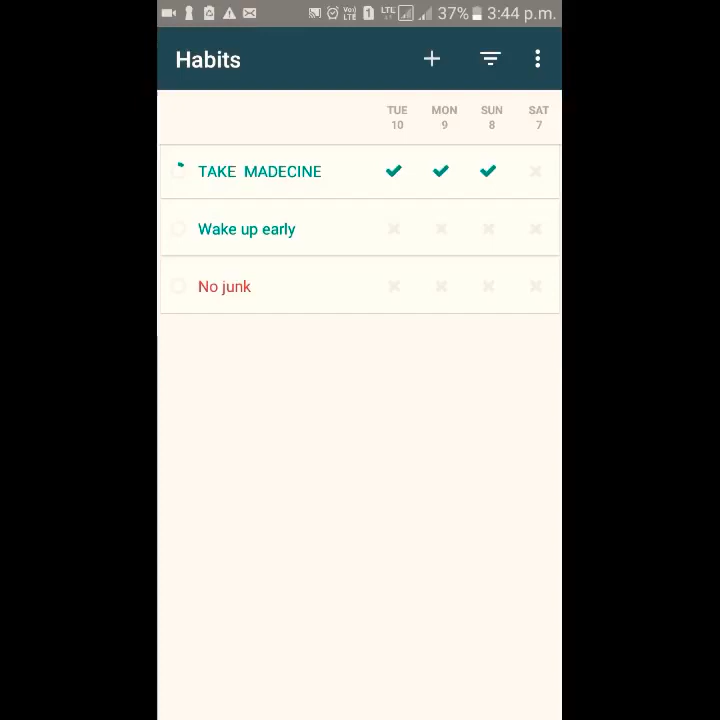 37% 3:44 p.m.
Habits
TUE MON SUN SAT
10 9 8 7
TAKE MADECINE
Wake up early
No junk